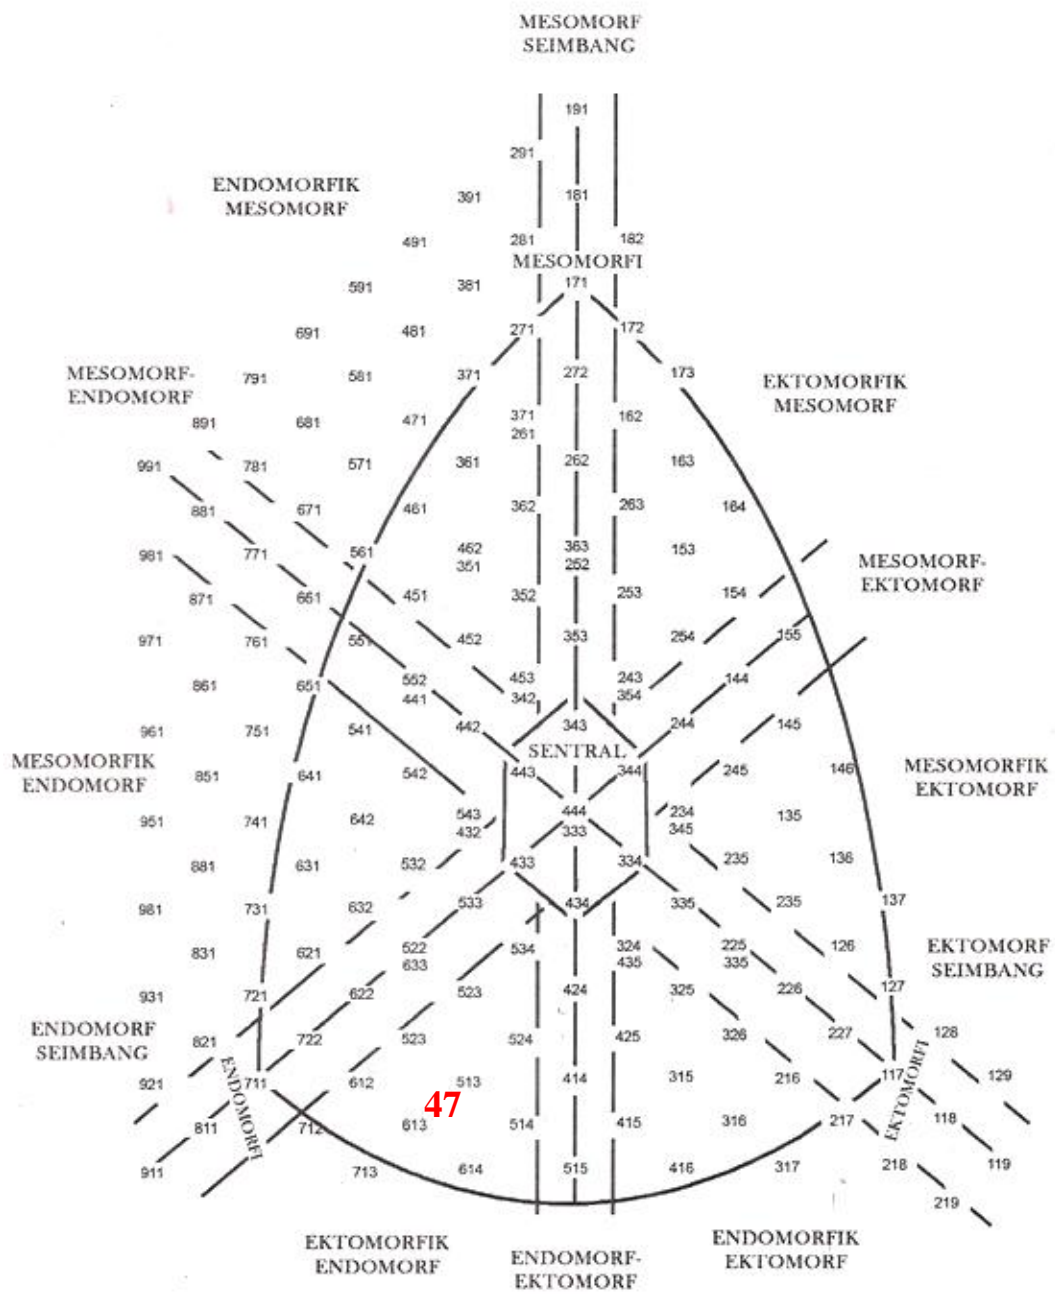 MESOMORF
SEIMBANG
191
291
ENDOMORFIK
MESOMORF
391 181
491 281 182
MESOMORFI
591 381 171
691 481 271 172
MESOMORF-
ENDOMORF
791 581 371 272 173
EKTOMORFIK
MESOMORF
891 681 471 371 162
261
991 781 571 361 262 163
881 671 461 362 263 164
981 771 561 462 363 153
351 252
MESOMORF-
EKTOMORF
871 661 451 352 253 154
971 761 551 452 353 254 155
861 651 552 453 243 144
441 342 354
961 751 541 442 343 244 145
MESOMORFIK
ENDOMORF
SENTRAL
MESOMORFIK
EKTOMORF
851 641 542 443 344 245 146
951 741 642 543 444 234 135
432 333 345
881 631 532 433 334 235 136
981 731 632 533 434 335 235 137
831 621 522 534 324 225 126
633 435 335
EKTOMORF
SEIMBANG
931 721 622 523 424 325 226 127
ENDOMORF
SEIMBANG
821 722 523 524 425 326 227 128
ENDOMORFI
EKTOMORFI
921 711 612 513 414 315 216 117 129
47
811 712 613 514 415 316 217 118
911 713 614 515 416 317 218 119
219
EKTOMORFIK
ENDOMORF
ENDOMORF-
EKTOMORF
ENDOMORFIK
EKTOMORF